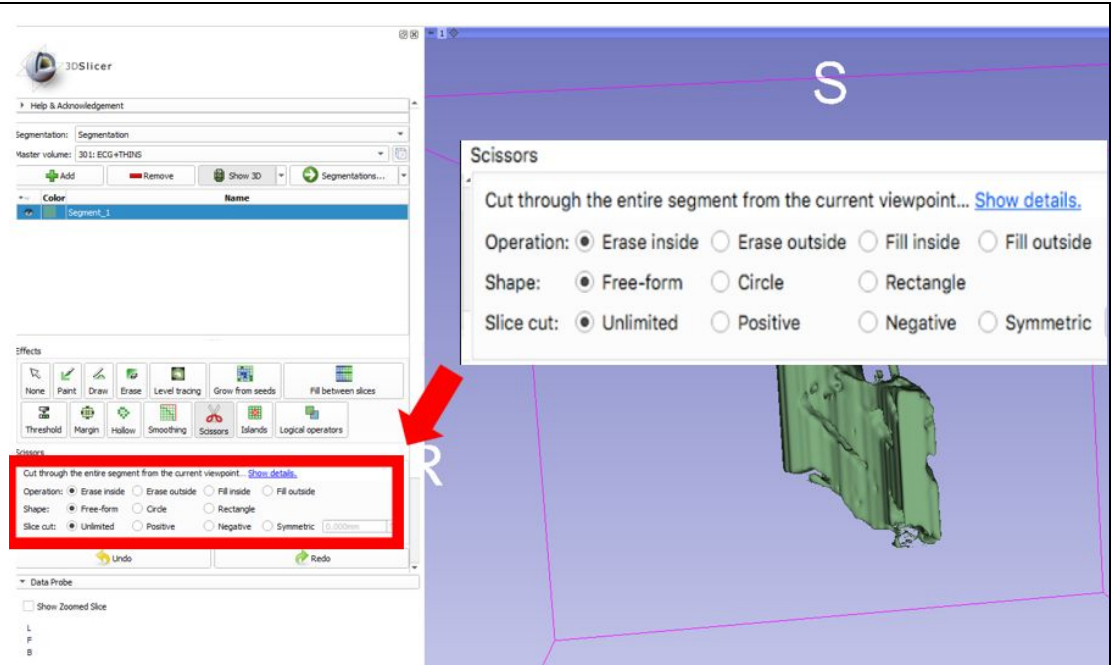 3DSlicer
Help & Acknowledgement
Segmentation: Segmentation
Master volume: 301: ECG+THINS
Add Remove Show 3D Segmentations...
Color Name
Segment_1
Effects
None Paint Draw Erase Level tracing Grow from seeds Fill between slices
Threshold Margin Hollow Smoothing Scissors Islands Logical operators
Scissors
Cut through the entire segment from the current viewpoint... Show details.
Operation: Erase inside Erase outside Fill inside Fill outside
Shape: Free-form Circle Rectangle
Slice cut: Unlimited Positive Negative Symmetric 0.000mm
Undo Redo
Data Probe
Show Zoomed Slice
L
F
B
1
S
R
Scissors
Cut through the entire segment from the current viewpoint... Show details.
Operation: Erase inside Erase outside Fill inside Fill outside
Shape: Free-form Circle Rectangle
Slice cut: Unlimited Positive Negative Symmetric